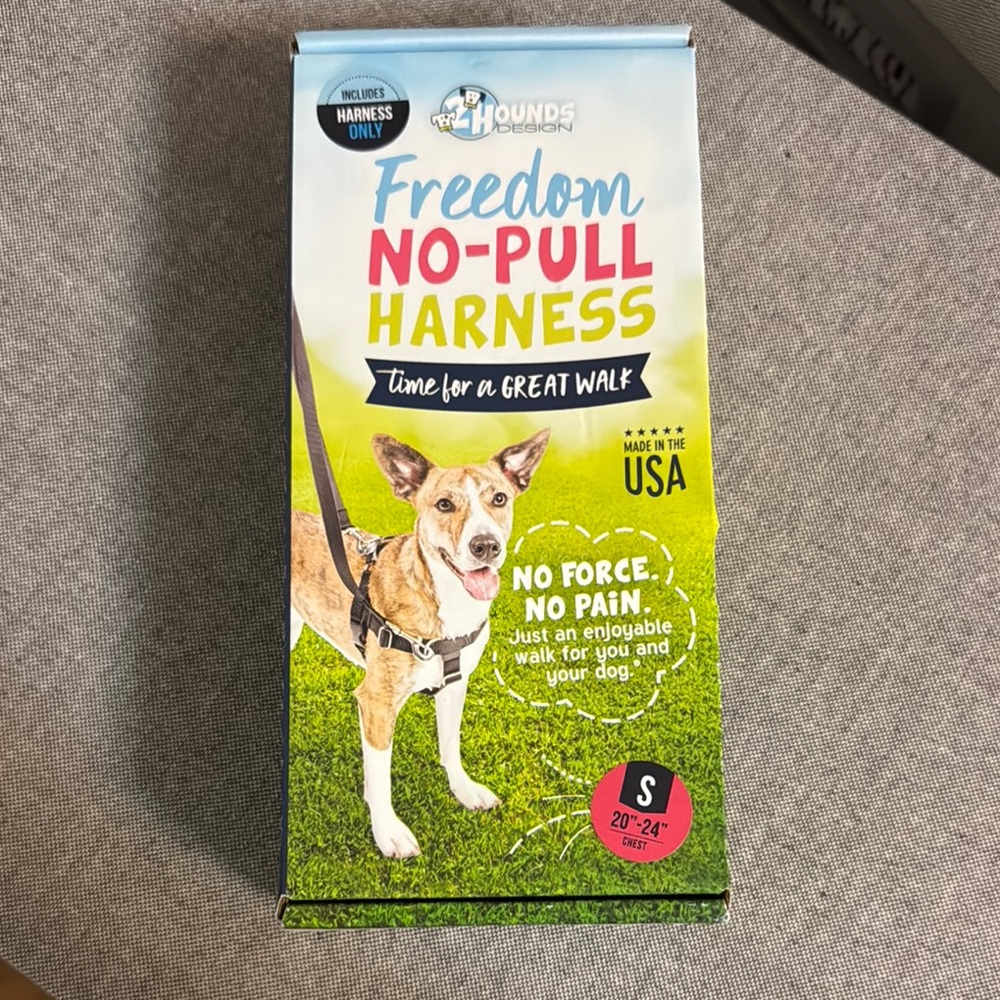 INCLUDES
HARNESS
ONLY
2 HOUNDS
DESIGN
Freedom
NO-PULL
HARNESS
time for a GREAT WALK
MADE IN THE
USA
NO FORCE.
NO PAiN.
Just an enjoyable
walk for you and
your dog.®
S
20"-24"
CHEST